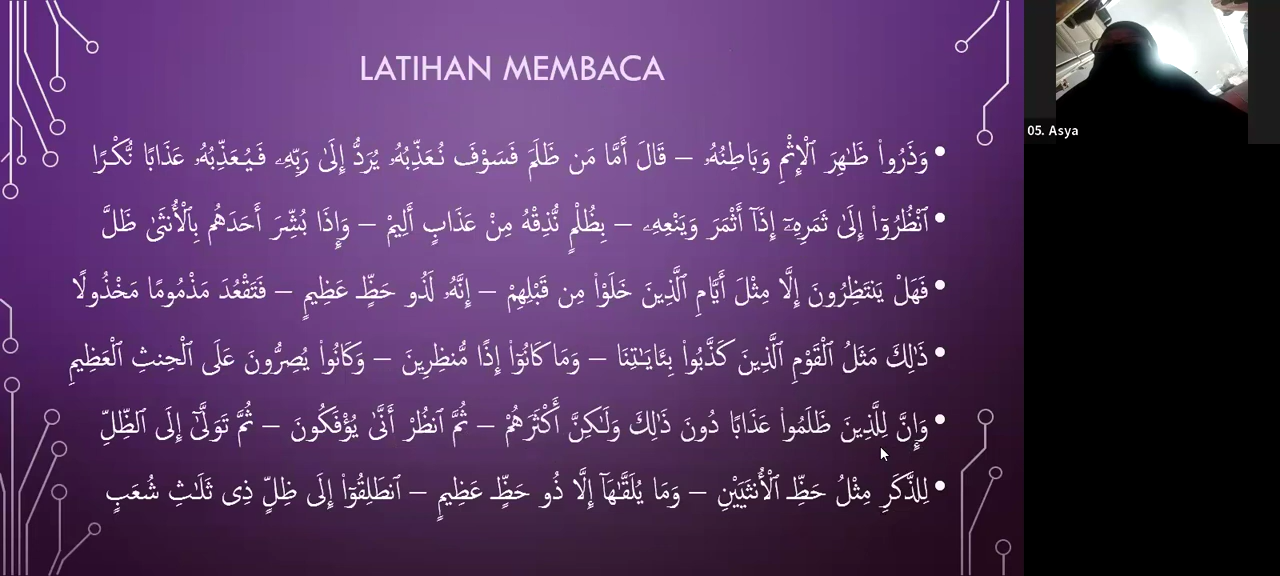 LATIHAN MEMBACA
• وَذَرُوا۟ ظَـٰهِرَ ٱلْإِثْمِ وَبَاطِنَهُۥ – قَالَ أَمَّا مَن ظَلَمَ فَسَوْفَ نُعَذِّبُهُۥ يُرَدُّ إِلَىٰ رَبِّهِۦ فَيُعَذِّبُهُۥ عَذَابًا نُّكْرًا
• ٱنْظُرُوٓا۟ إِلَىٰ ثَمَرِهِۦٓ إِذَآ أَثْمَرَ وَيَنْعِهِۦ – بِظُلْمٍ نُّذِقْهُ مِنْ عَذَابٍ أَلِيمْ – وَإِذَا بُشِّرَ أَحَدَهُم بِٱلْأُنثَىٰ ظَلَّ
• فَهَلْ يَنتَظِرُونَ إِلَّا مِثْلَ أَيَّامِ ٱلَّذِينَ خَلَوْا۟ مِن قَبْلِهِمْ – إِنَّهُۥ لَذُو حَظٍّ عَظِيمٍ – فَتَقْعُدَ مَذْمُومًا مَخْذُولًا
• ذَٰلِكَ مَثَلُ ٱلْقَوْمِ ٱلَّذِينَ كَذَّبُوا۟ بِـَٔايَـٰتِنَا – وَمَا كَانُوٓا۟ إِذًا مُّنظَرِينَ – وَكَانُوا۟ يُصِرُّونَ عَلَى ٱلْحِنثِ ٱلْعَظِيمِ
• وَإِنَّ لِلَّذِينَ ظَلَمُوا۟ عَذَابًا دُونَ ذَٰلِكَ وَلَـٰكِنَّ أَكْثَرَهُمْ – ثُمَّ ٱنظُرْ أَنَّىٰ يُؤْفَكُونَ – ثُمَّ تَوَلَّىٰٓ إِلَى ٱلظِّلِّ
• لِلذَّكَرِ مِثْلُ حَظِّ ٱلْأُنثَيَيْنِ – وَمَا يُلَقَّىٰهَآ إِلَّا ذُو حَظٍّ عَظِيمٍ – ٱنطَلِقُوٓا۟ إِلَى ظِلٍّ ذِى ثَلَـٰثِ شُعَبٍ
05. Asya